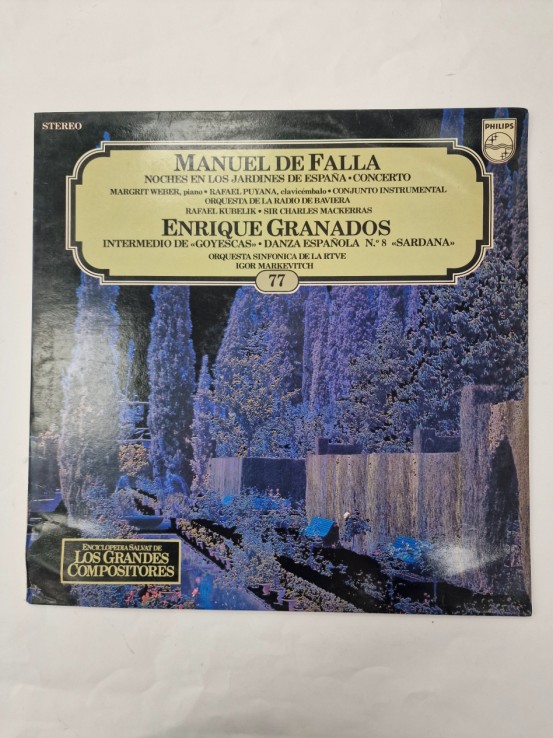 STEREO
PHILIPS
MANUEL DE FALLA
NOCHES EN LOS JARDINES DE ESPAÑA • CONCERTO
MARGRIT WEBER, piano • RAFAEL PUYANA, clavicémbalo • CONJUNTO INSTRUMENTAL
ORQUESTA DE LA RADIO DE BAVIERA
RAFAEL KUBELIK • SIR CHARLES MACKERRAS
ENRIQUE GRANADOS
INTERMEDIO DE «GOYESCAS» • DANZA ESPAÑOLA N.º 8 «SARDANA»
ORQUESTA SINFONICA DE LA RTVE
IGOR MARKEVITCH
77
ENCICLOPEDIA SALVAT DE
LOS GRANDES
COMPOSITORES